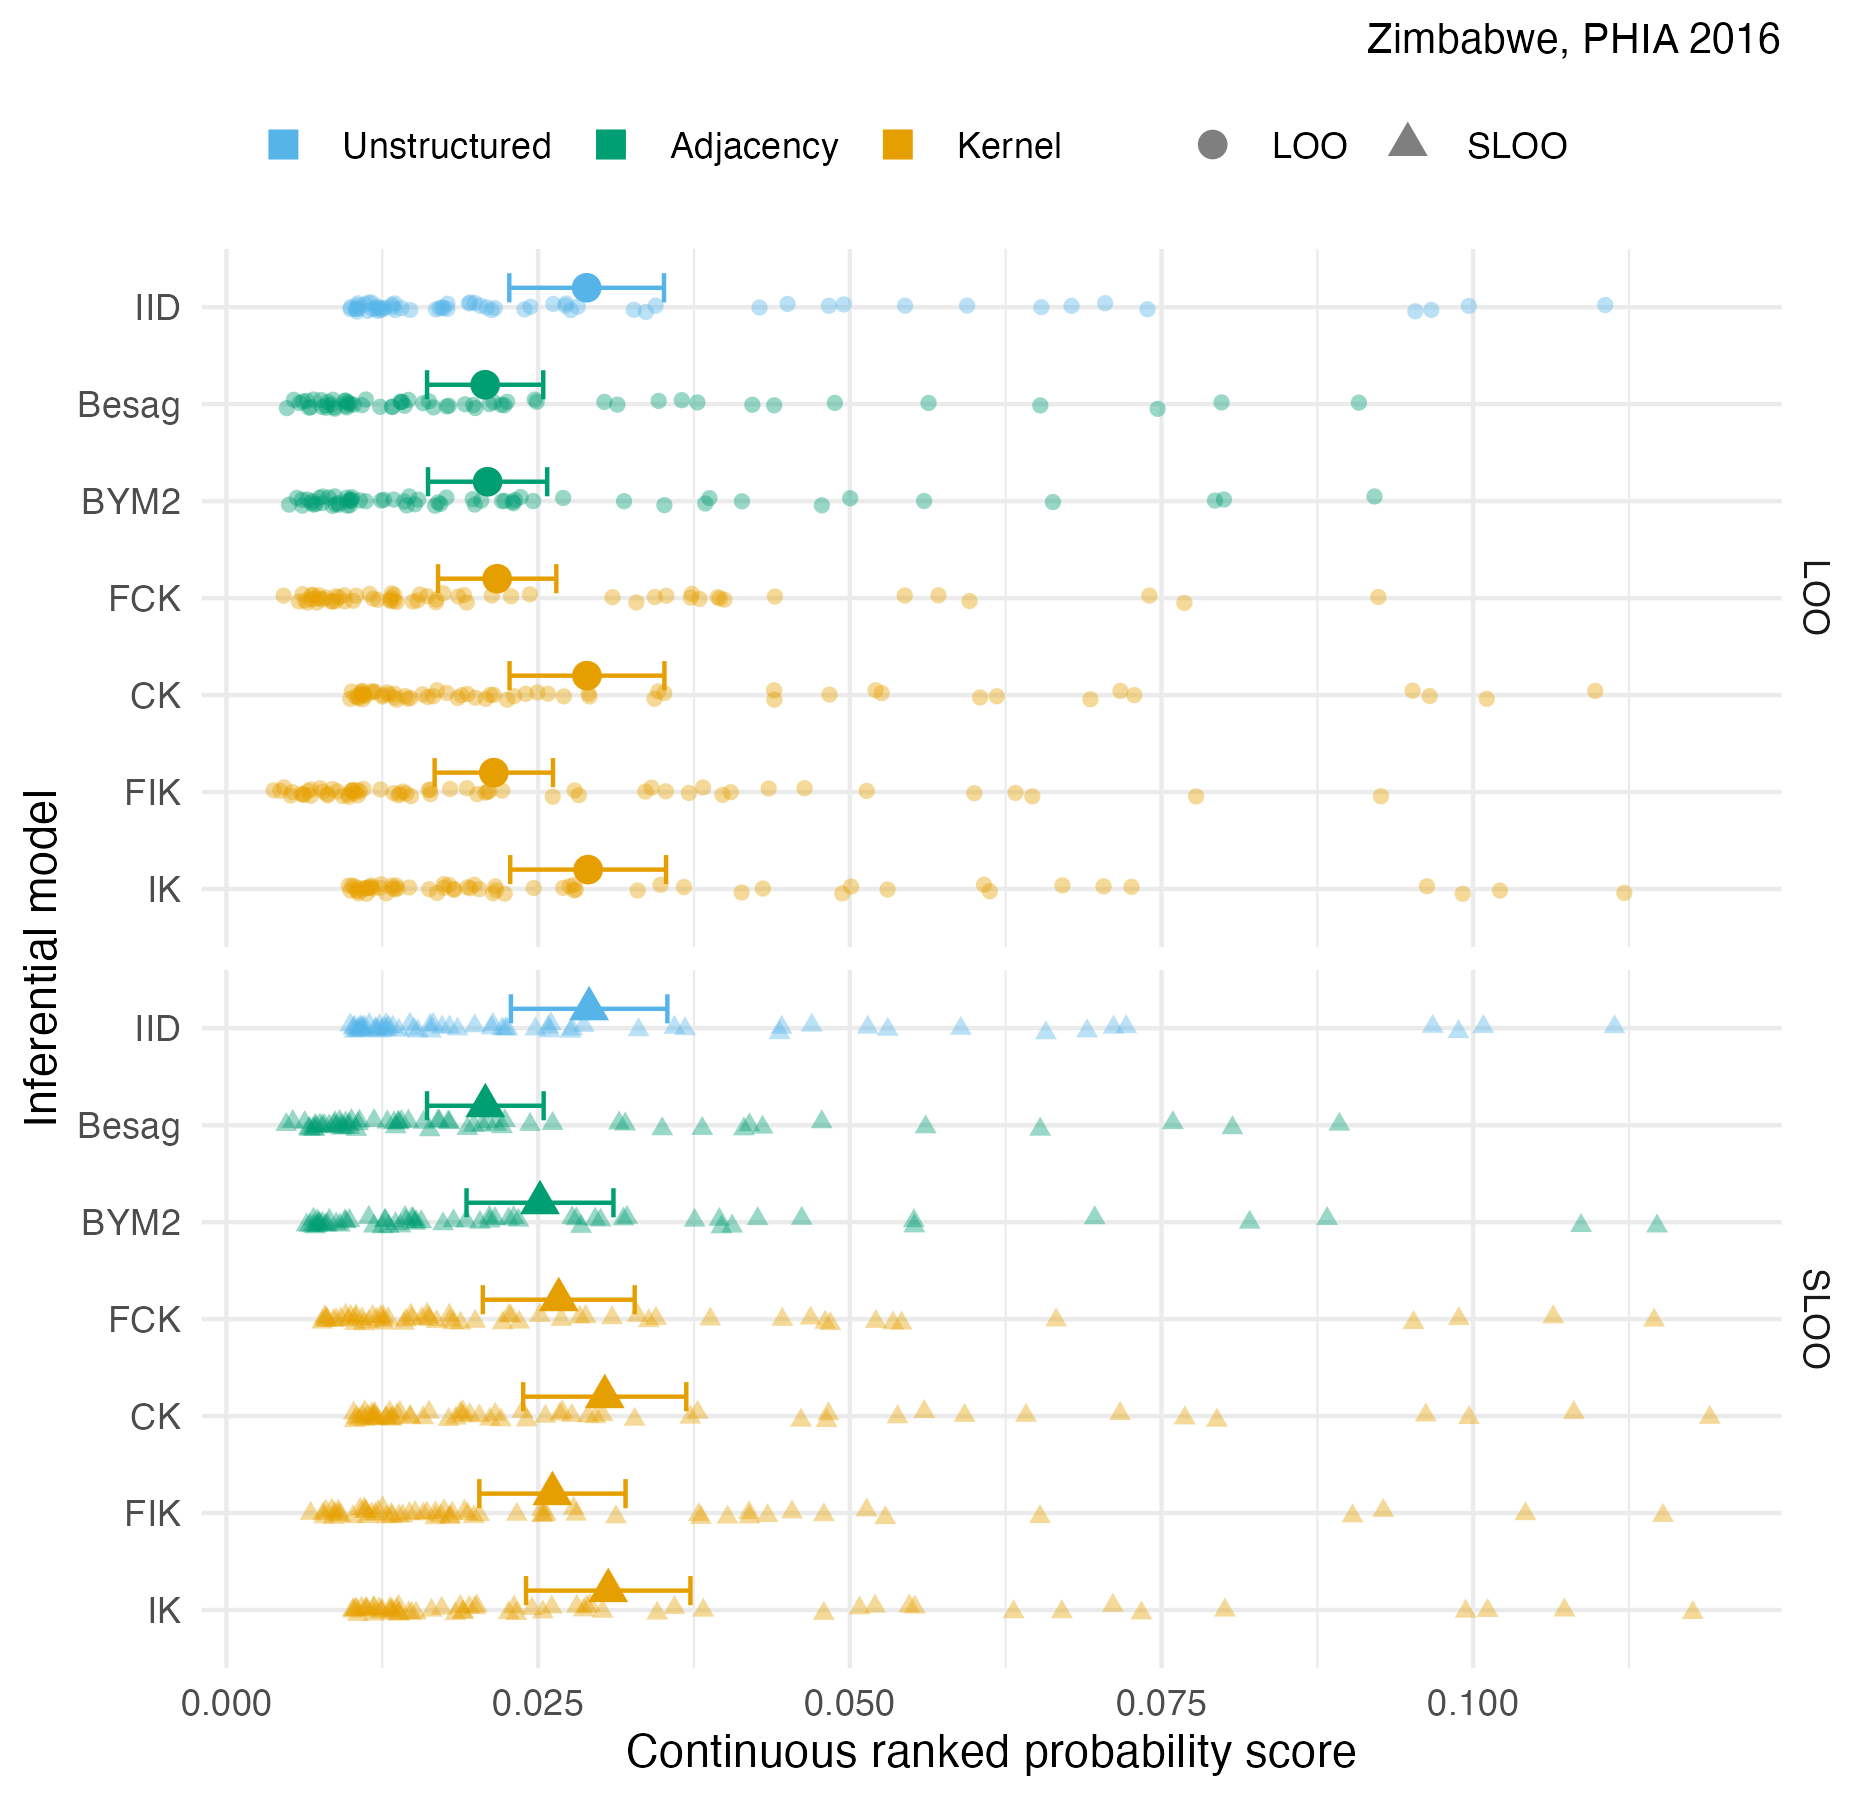 Zimbabwe, PHIA 2016
Unstructured Adjacency Kernel LOO SLOO
IID
Besag
BYM2
FCK
CK
FIK
IK
LOO
IID
Besag
BYM2
FCK
CK
FIK
IK
SLOO
Inferential model
0.000 0.025 0.050 0.075 0.100
Continuous ranked probability score